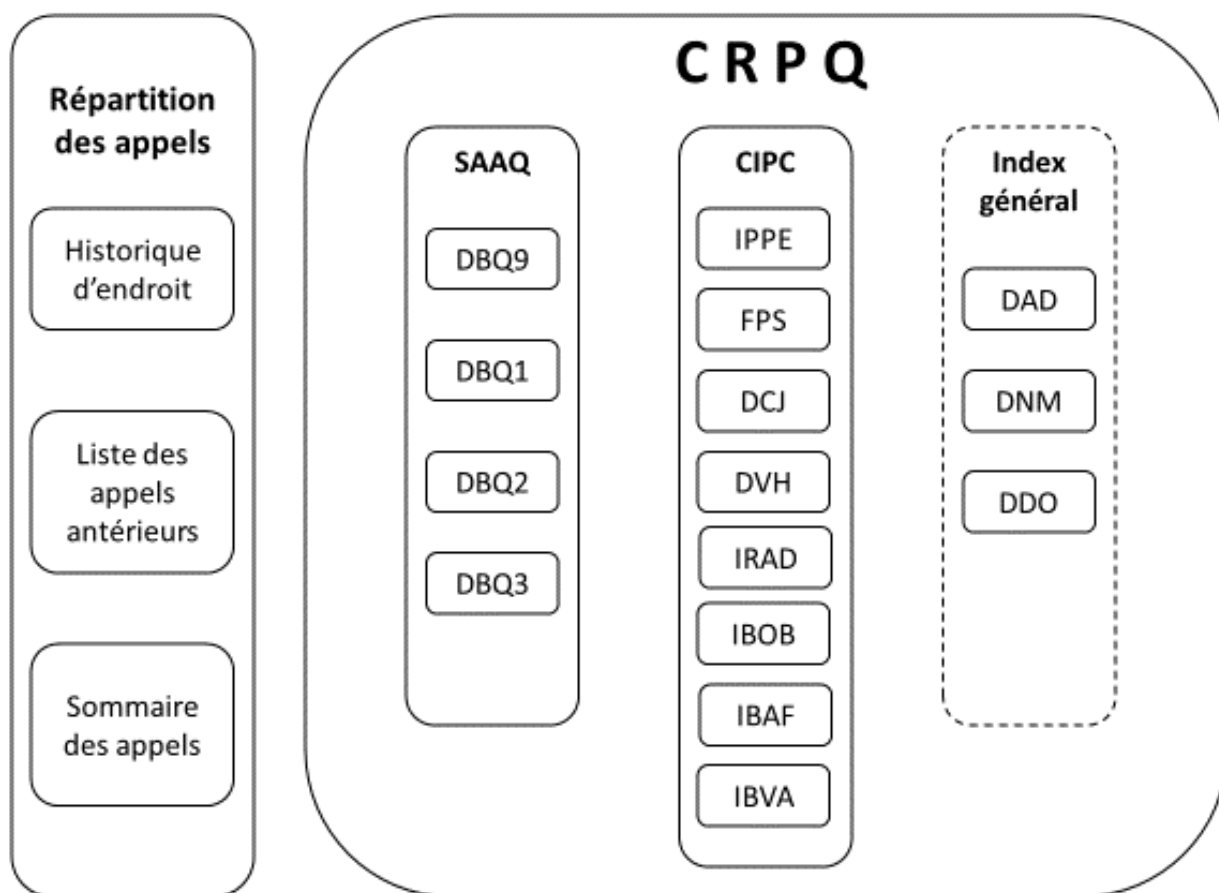 Répartition
des appels
Historique
d'endroit
Liste des
appels
antérieurs
Sommaire
des appels
C R P Q
SAAQ
DBQ9
DBQ1
DBQ2
DBQ3
CIPC
IPPE
FPS
DCJ
DVH
IRAD
IBOB
IBAF
IBVA
Index
général
DAD
DNM
DDO